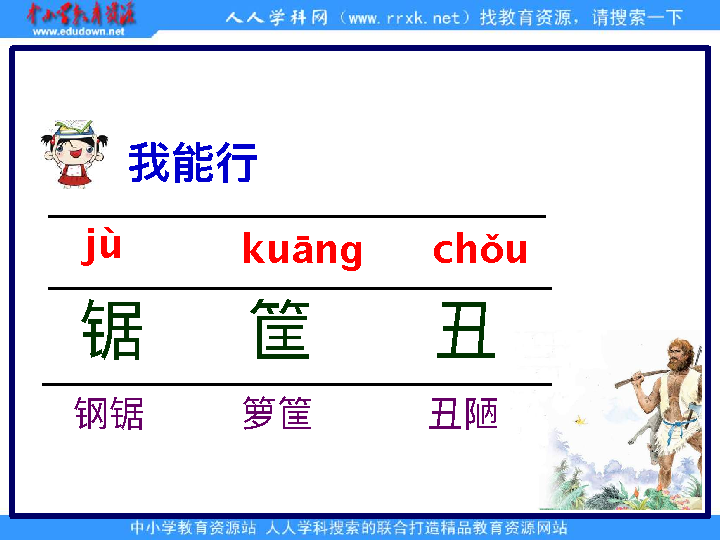 中小学教育资源
www.edudown.net
人人学科网（www.rrxk.net）找教育资源，请搜索一下
我能行
jù kuāng chǒu
锯 筐 丑
钢锯 箩筐 丑陋
中小学教育资源站 人人学科搜索的联合打造精品教育资源网站